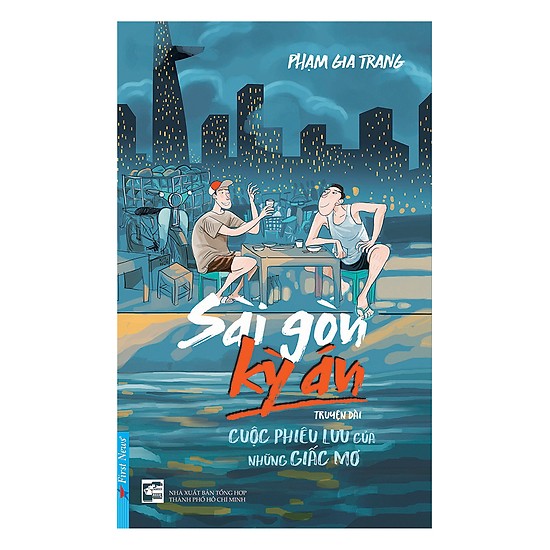 PHẠM GIA TRANG
Sài gòn
kỳ án
TRUYỆN DÀI
CUỘC PHIÊU LƯU CỦA
NHỮNG GIẤC MƠ
First News
NHÀ XUẤT BẢN TỔNG HỢP
THÀNH PHỐ HỒ CHÍ MINH